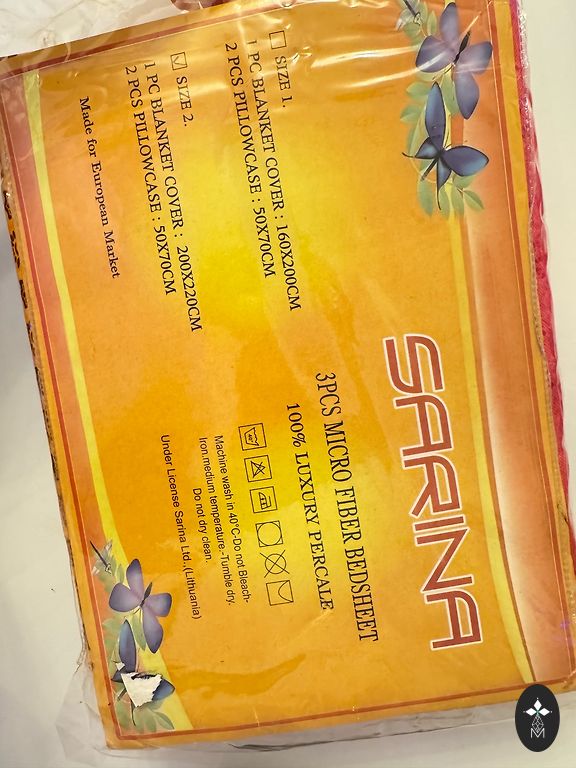 SARINA
3PCS MICRO FIBER BEDSHEET
100% LUXURY PERCALE
Machine wash in 40°C-Do not Bleach-
Iron.medium temperature.-Tumble dry.
Do not dry clean.
Under License Sarina Ltd.,(Lithuania)
SIZE 1.
1 PC BLANKET COVER : 160X200CM
2 PCS PILLOWCASE : 50X70CM
SIZE 2.
1 PC BLANKET COVER : 200X220CM
2 PCS PILLOWCASE : 50X70CM
Made for European Market
M